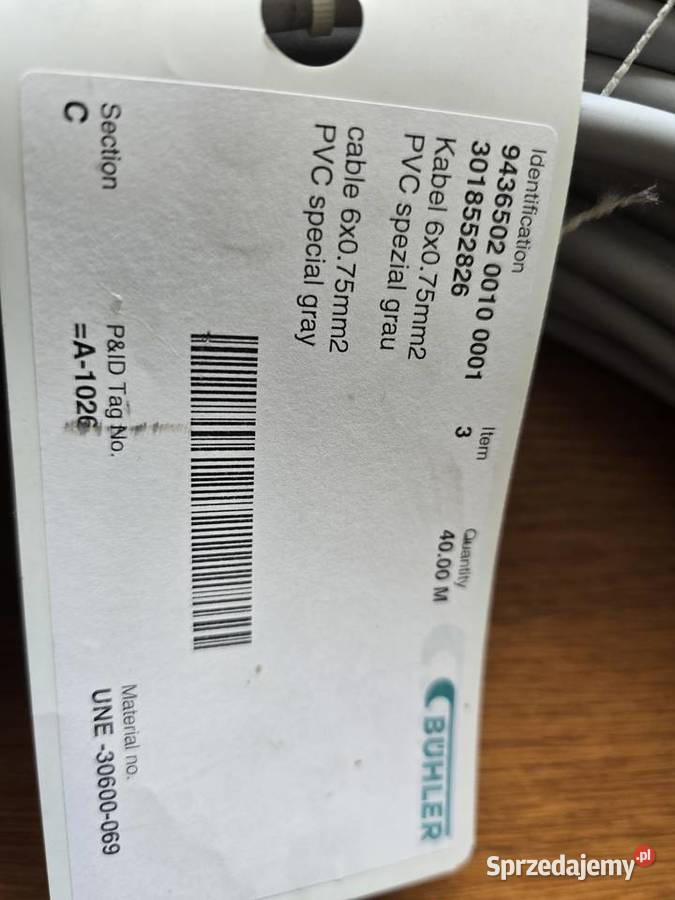 Identification
9436502 0010 0001
3018552826
Item
3
Quantity
40.00 M
BÜHLER
Kabel 6x0.75mm2
PVC spezial grau
cable 6x0.75mm2
PVC special gray
Section
C
P&ID Tag No.
=A-1026
Material no.
UNE -30600-069
Sprzedajemy.pl